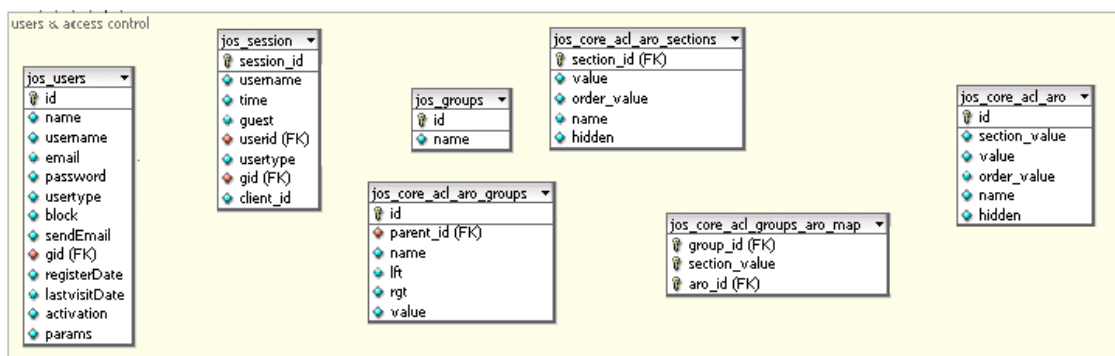 users & access control
jos_users
id
name
username
email
password
usertype
block
sendEmail
gid (FK)
registerDate
lastvisitDate
activation
params
jos_session
session_id
username
time
guest
userid (FK)
usertype
gid (FK)
client_id
jos_groups
id
name
jos_core_acl_aro_groups
id
parent_id (FK)
name
lft
rgt
value
jos_core_acl_aro_sections
section_id (FK)
value
order_value
name
hidden
jos_core_acl_groups_aro_map
group_id (FK)
section_value
aro_id (FK)
jos_core_acl_aro
id
section_value
value
order_value
name
hidden